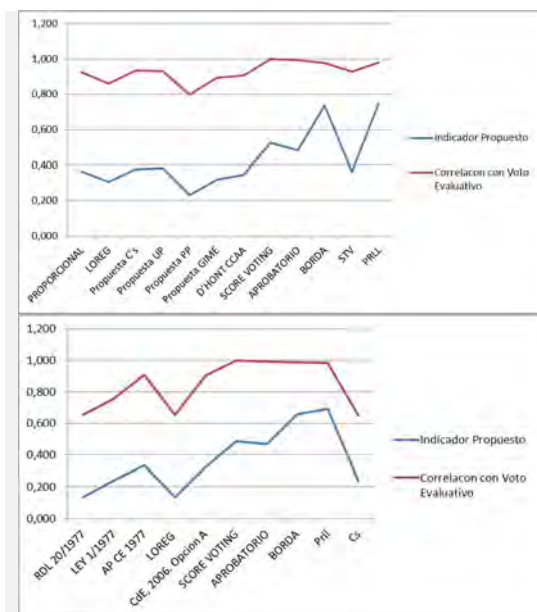 1,200
1,000
0,800
0,600
0,400
0,200
0,000
PROPORCIONAL
LOREG
Propuesta C's
Propuesta UP
Propuesta PP
Propuesta GIME
D'HONT CCAA
SCORE VOTING
APROBATORIO
BORDA
STV
PRLL
Indicador Propuesto
Correlacon con Voto
Evaluativo
1,200
1,000
0,800
0,600
0,400
0,200
0,000
RDL 20/1977
LEY 1/1977
AP CE 1977
LOREG
CdE, 2006. Opcion A
SCORE VOTING
APROBATORIO
BORDA
Prll
Cs
Indicador Propuesto
Correlacon con Voto
Evaluativo